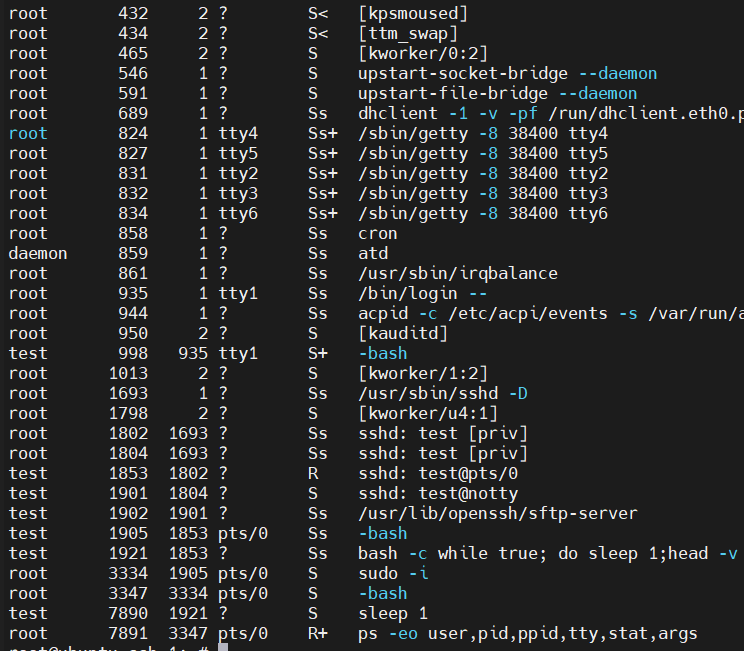 root 432 2 ? S< [kpsmoused]
root 434 2 ? S< [ttm_swap]
root 465 2 ? S [kworker/0:2]
root 546 1 ? S upstart-socket-bridge --daemon
root 591 1 ? S upstart-file-bridge --daemon
root 689 1 ? Ss dhclient -1 -v -pf /run/dhclient.eth0.p
root 824 1 tty4 Ss+ /sbin/getty -8 38400 tty4
root 827 1 tty5 Ss+ /sbin/getty -8 38400 tty5
root 831 1 tty2 Ss+ /sbin/getty -8 38400 tty2
root 832 1 tty3 Ss+ /sbin/getty -8 38400 tty3
root 834 1 tty6 Ss+ /sbin/getty -8 38400 tty6
root 858 1 ? Ss cron
daemon 859 1 ? Ss atd
root 861 1 ? Ss /usr/sbin/irqbalance
root 935 1 tty1 Ss /bin/login --
root 944 1 ? Ss acpid -c /etc/acpi/events -s /var/run/a
root 950 2 ? S [kauditd]
test 998 935 tty1 S+ -bash
root 1013 2 ? S [kworker/1:2]
root 1693 1 ? Ss /usr/sbin/sshd -D
root 1798 2 ? S [kworker/u4:1]
root 1802 1693 ? Ss sshd: test [priv]
root 1804 1693 ? Ss sshd: test [priv]
test 1853 1802 ? R sshd: test@pts/0
test 1901 1804 ? S sshd: test@notty
test 1902 1901 ? Ss /usr/lib/openssh/sftp-server
test 1905 1853 pts/0 Ss -bash
test 1921 1853 ? Ss bash -c while true; do sleep 1;head -v
root 3334 1905 pts/0 S sudo -i
root 3347 3334 pts/0 S -bash
test 7890 1921 ? S sleep 1
root 7891 3347 pts/0 R+ ps -eo user,pid,ppid,tty,stat,args